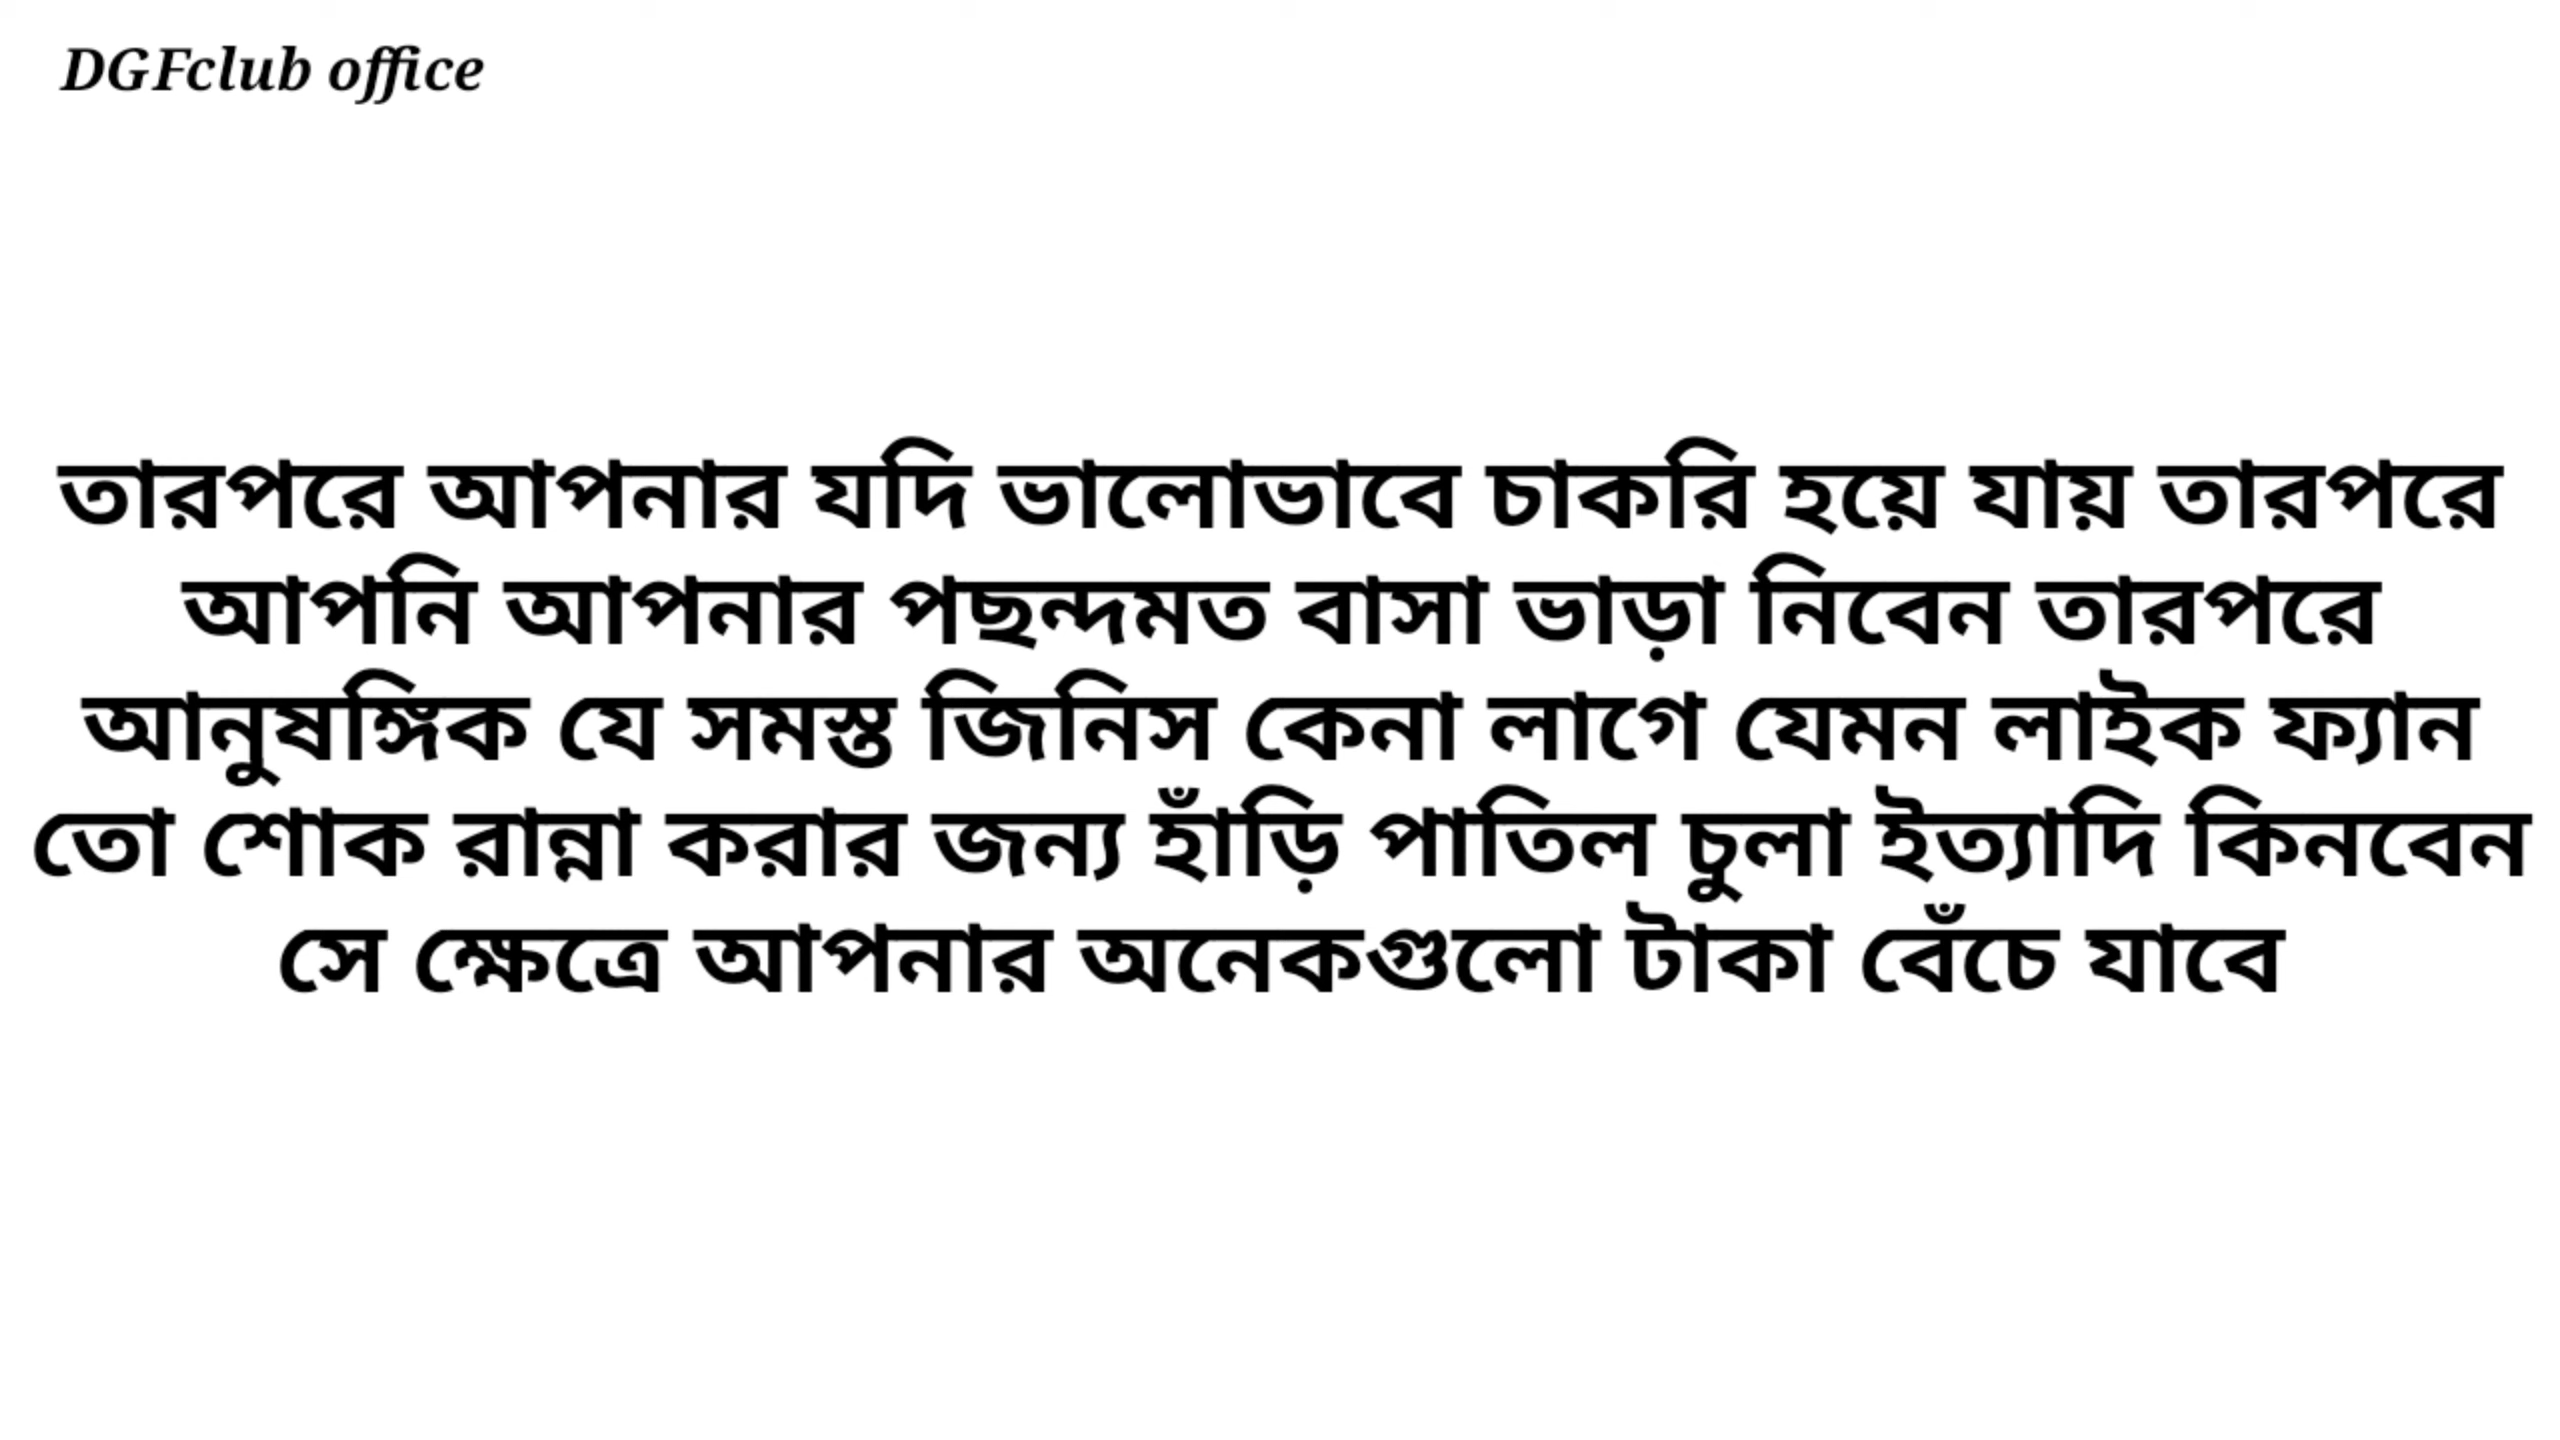 DGFclub office
তারপরে আপনার যদি ভালোভাবে চাকরি হয়ে যায় তারপরে
আপনি আপনার পছন্দমত বাসা ভাড়া নিবেন তারপরে
আনুষঙ্গিক যে সমস্ত জিনিস কেনা লাগে যেমন লাইক ফ্যান
তো শোক রান্না করার জন্য হাঁড়ি পাতিল চুলা ইত্যাদি কিনবেন
সে ক্ষেত্রে আপনার অনেকগুলো টাকা বেঁচে যাবে